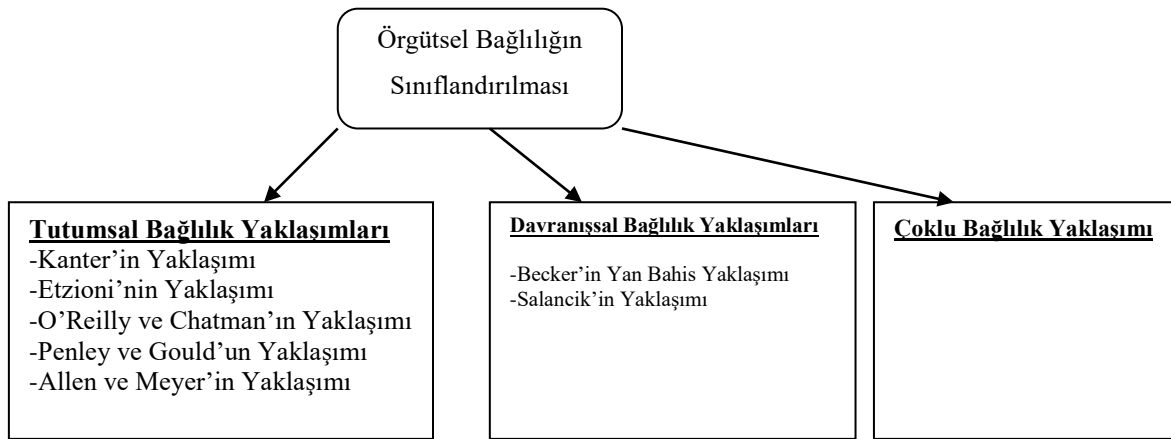 Örgütsel Bağlılığın
Sınıflandırılması
Tutumsal Bağlılık Yaklaşımları
-Kanter’in Yaklaşımı
-Etzioni’nin Yaklaşımı
-O’Reilly ve Chatman’ın Yaklaşımı
-Penley ve Gould’un Yaklaşımı
-Allen ve Meyer’in Yaklaşımı
Davranışsal Bağlılık Yaklaşımları
-Becker’in Yan Bahis Yaklaşımı
-Salancik’in Yaklaşımı
Çoklu Bağlılık Yaklaşımı